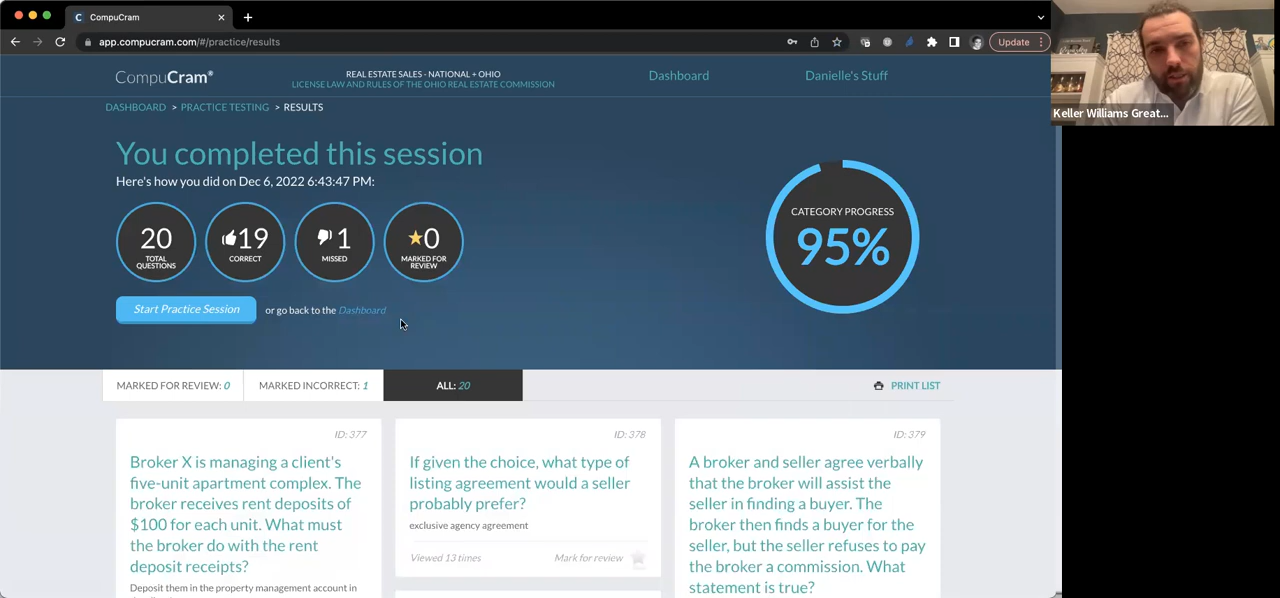 CompuCram
app.compucram.com/#/practice/results
Update
CompuCram®
REAL ESTATE SALES - NATIONAL + OHIO
LICENSE LAW AND RULES OF THE OHIO REAL ESTATE COMMISSION
Dashboard
Danielle's Stuff
Keller Williams Great...
DASHBOARD > PRACTICE TESTING > RESULTS
You completed this session
Here's how you did on Dec 6, 2022 6:43:47 PM:
20
TOTAL
QUESTIONS
19
CORRECT
1
MISSED
0
MARKED
FOR REVIEW
CATEGORY PROGRESS
95%
Start Practice Session
or go back to the Dashboard
MARKED FOR REVIEW: 0
MARKED INCORRECT: 1
ALL: 20
PRINT LIST
ID: 377
Broker X is managing a client's
five-unit apartment complex. The
broker receives rent deposits of
$100 for each unit. What must
the broker do with the rent
deposit receipts?
Deposit them in the property management account in
ID: 378
If given the choice, what type of
listing agreement would a seller
probably prefer?
exclusive agency agreement
Viewed 13 times
Mark for review
ID: 379
A broker and seller agree verbally
that the broker will assist the
seller in finding a buyer. The
broker then finds a buyer for the
seller, but the seller refuses to pay
the broker a commission. What
statement is true?